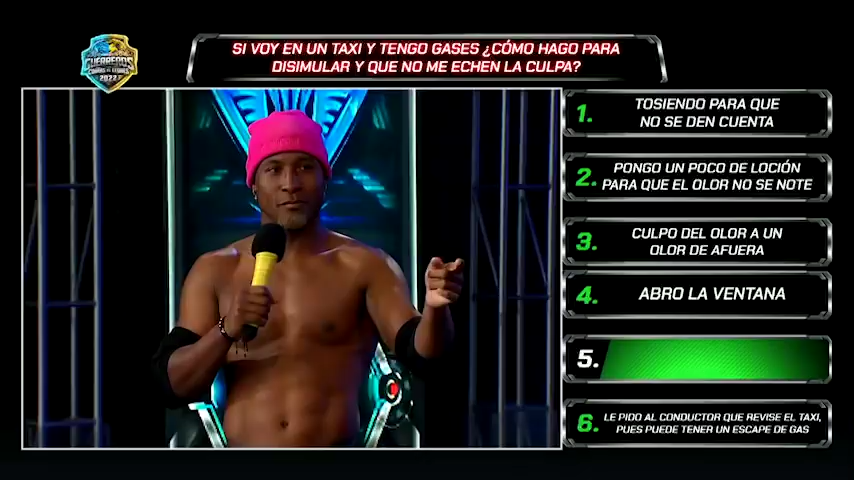 GUERREROS
2022
SI VOY EN UN TAXI Y TENGO GASES ¿CÓMO HAGO PARA
DISIMULAR Y QUE NO ME ECHEN LA CULPA?
1. TOSIENDO PARA QUE
NO SE DEN CUENTA
2. PONGO UN POCO DE LOCIÓN
PARA QUE EL OLOR NO SE NOTE
3. CULPO DEL OLOR A UN
OLOR DE AFUERA
4. ABRO LA VENTANA
5.
6. LE PIDO AL CONDUCTOR QUE REVISE EL TAXI,
PUES PUEDE TENER UN ESCAPE DE GAS